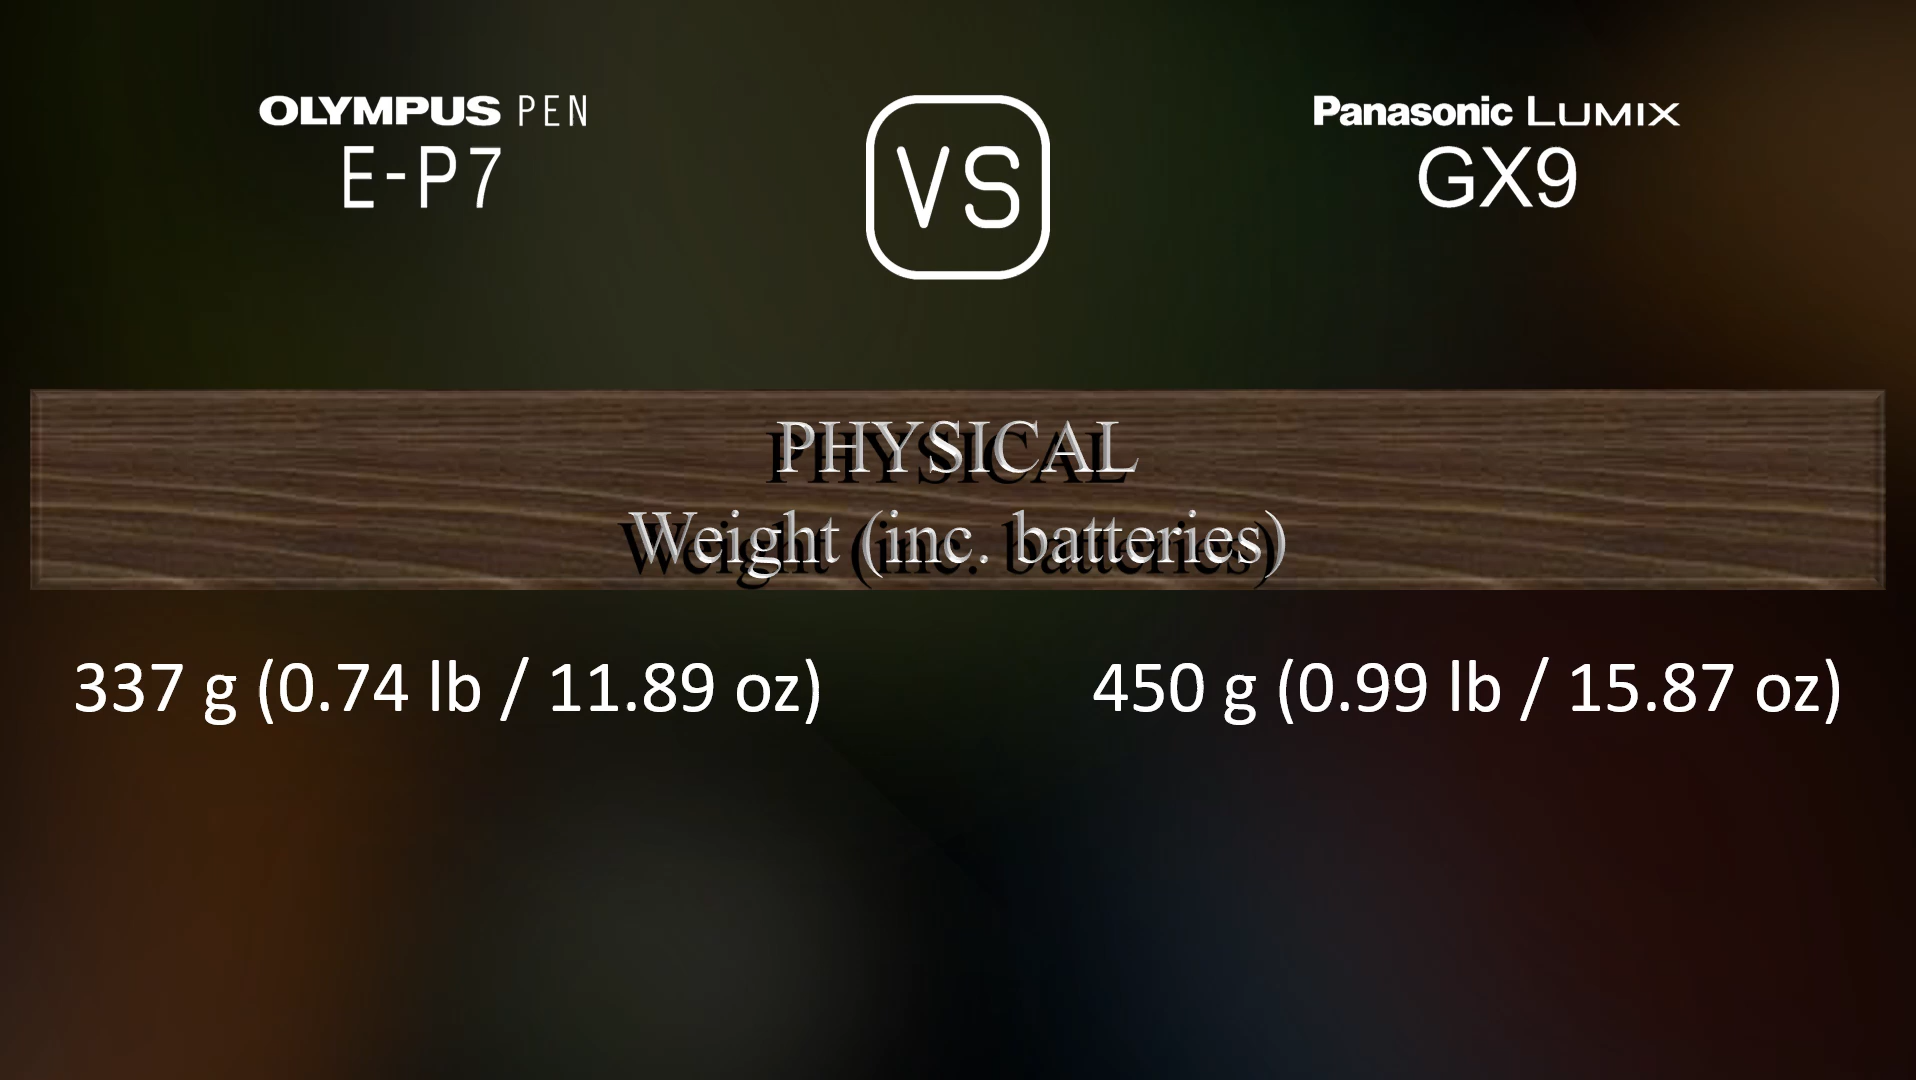 OLYMPUS PEN
E-P7
VS
Panasonic LUMIX
GX9
PHYSICAL
Weight (inc. batteries)
337 g (0.74 lb / 11.89 oz)
450 g (0.99 lb / 15.87 oz)